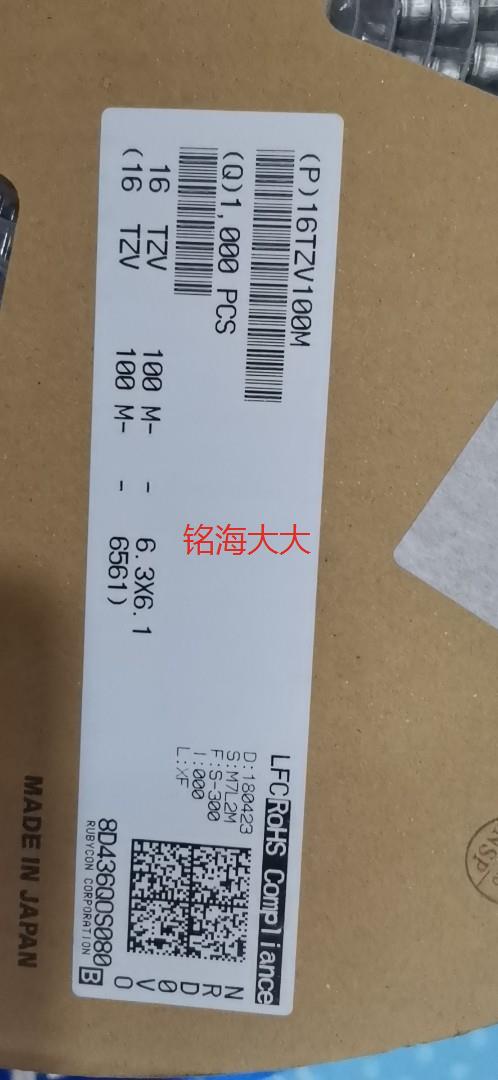 (P)16TZV100M
(Q)1,000 PCS
16 TZV 100 M- - 6.3X6.1
(16 TZV 100 M- - 6561)
铭海大大
LFC RoHS Compliance
D:180423
S:M7L2M
F:S-300
I:000
L:XF
N
R
D
0
V
O
8D436QOS080
RUBYCON CORPORATION B
MADE IN JAPAN